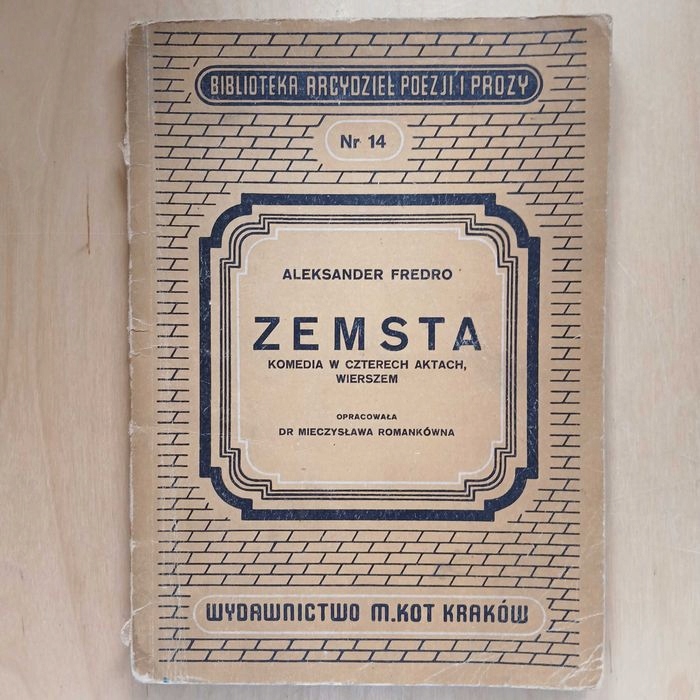 BIBLIOTEKA ARCYDZIEŁ POEZJI I PROZY
Nr 14
ALEKSANDER FREDRO
ZEMSTA
KOMEDIA W CZTERECH AKTACH,
WIERSZEM
OPRACOWAŁA
DR MIECZYSŁAWA ROMANKÓWNA
WYDAWNICTWO M.KOT KRAKÓW